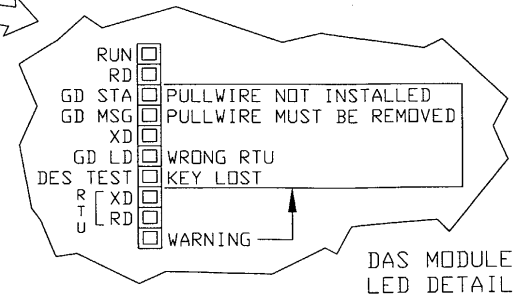 RUN
RD
GD STA PULLWIRE NOT INSTALLED
GD MSG PULLWIRE MUST BE REMOVED
XD
GD LD WRONG RTU
DES TEST KEY LOST
RTU XD
RD
WARNING
DAS MODULE
LED DETAIL